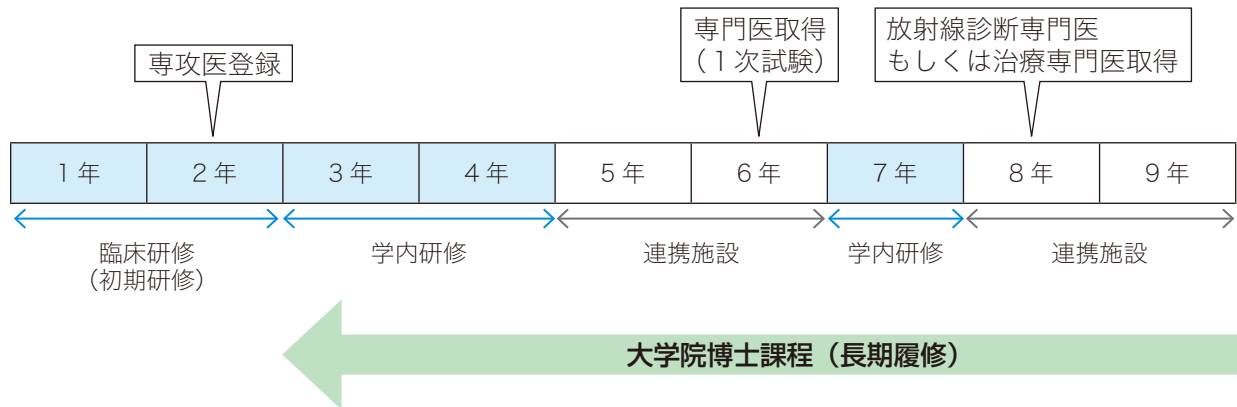 専攻医登録
専門医取得
（1次試験）
放射線診断専門医
もしくは治療専門医取得
1年 2年 3年 4年 5年 6年 7年 8年 9年
臨床研修 学内研修 連携施設 学内研修 連携施設
（初期研修）
大学院博士課程（長期履修）